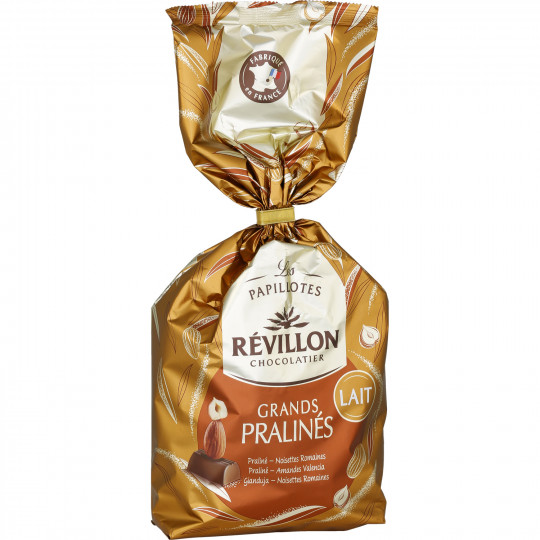 FABRIQUÉ
en FRANCE
Les
PAPILLOTES
RÉVILLON
CHOCOLATIER
LAIT
GRANDS
PRALINÉS
Praliné – Noisettes Romaines
Praliné – Amandes Valencia
Gianduja – Noisettes Romaines